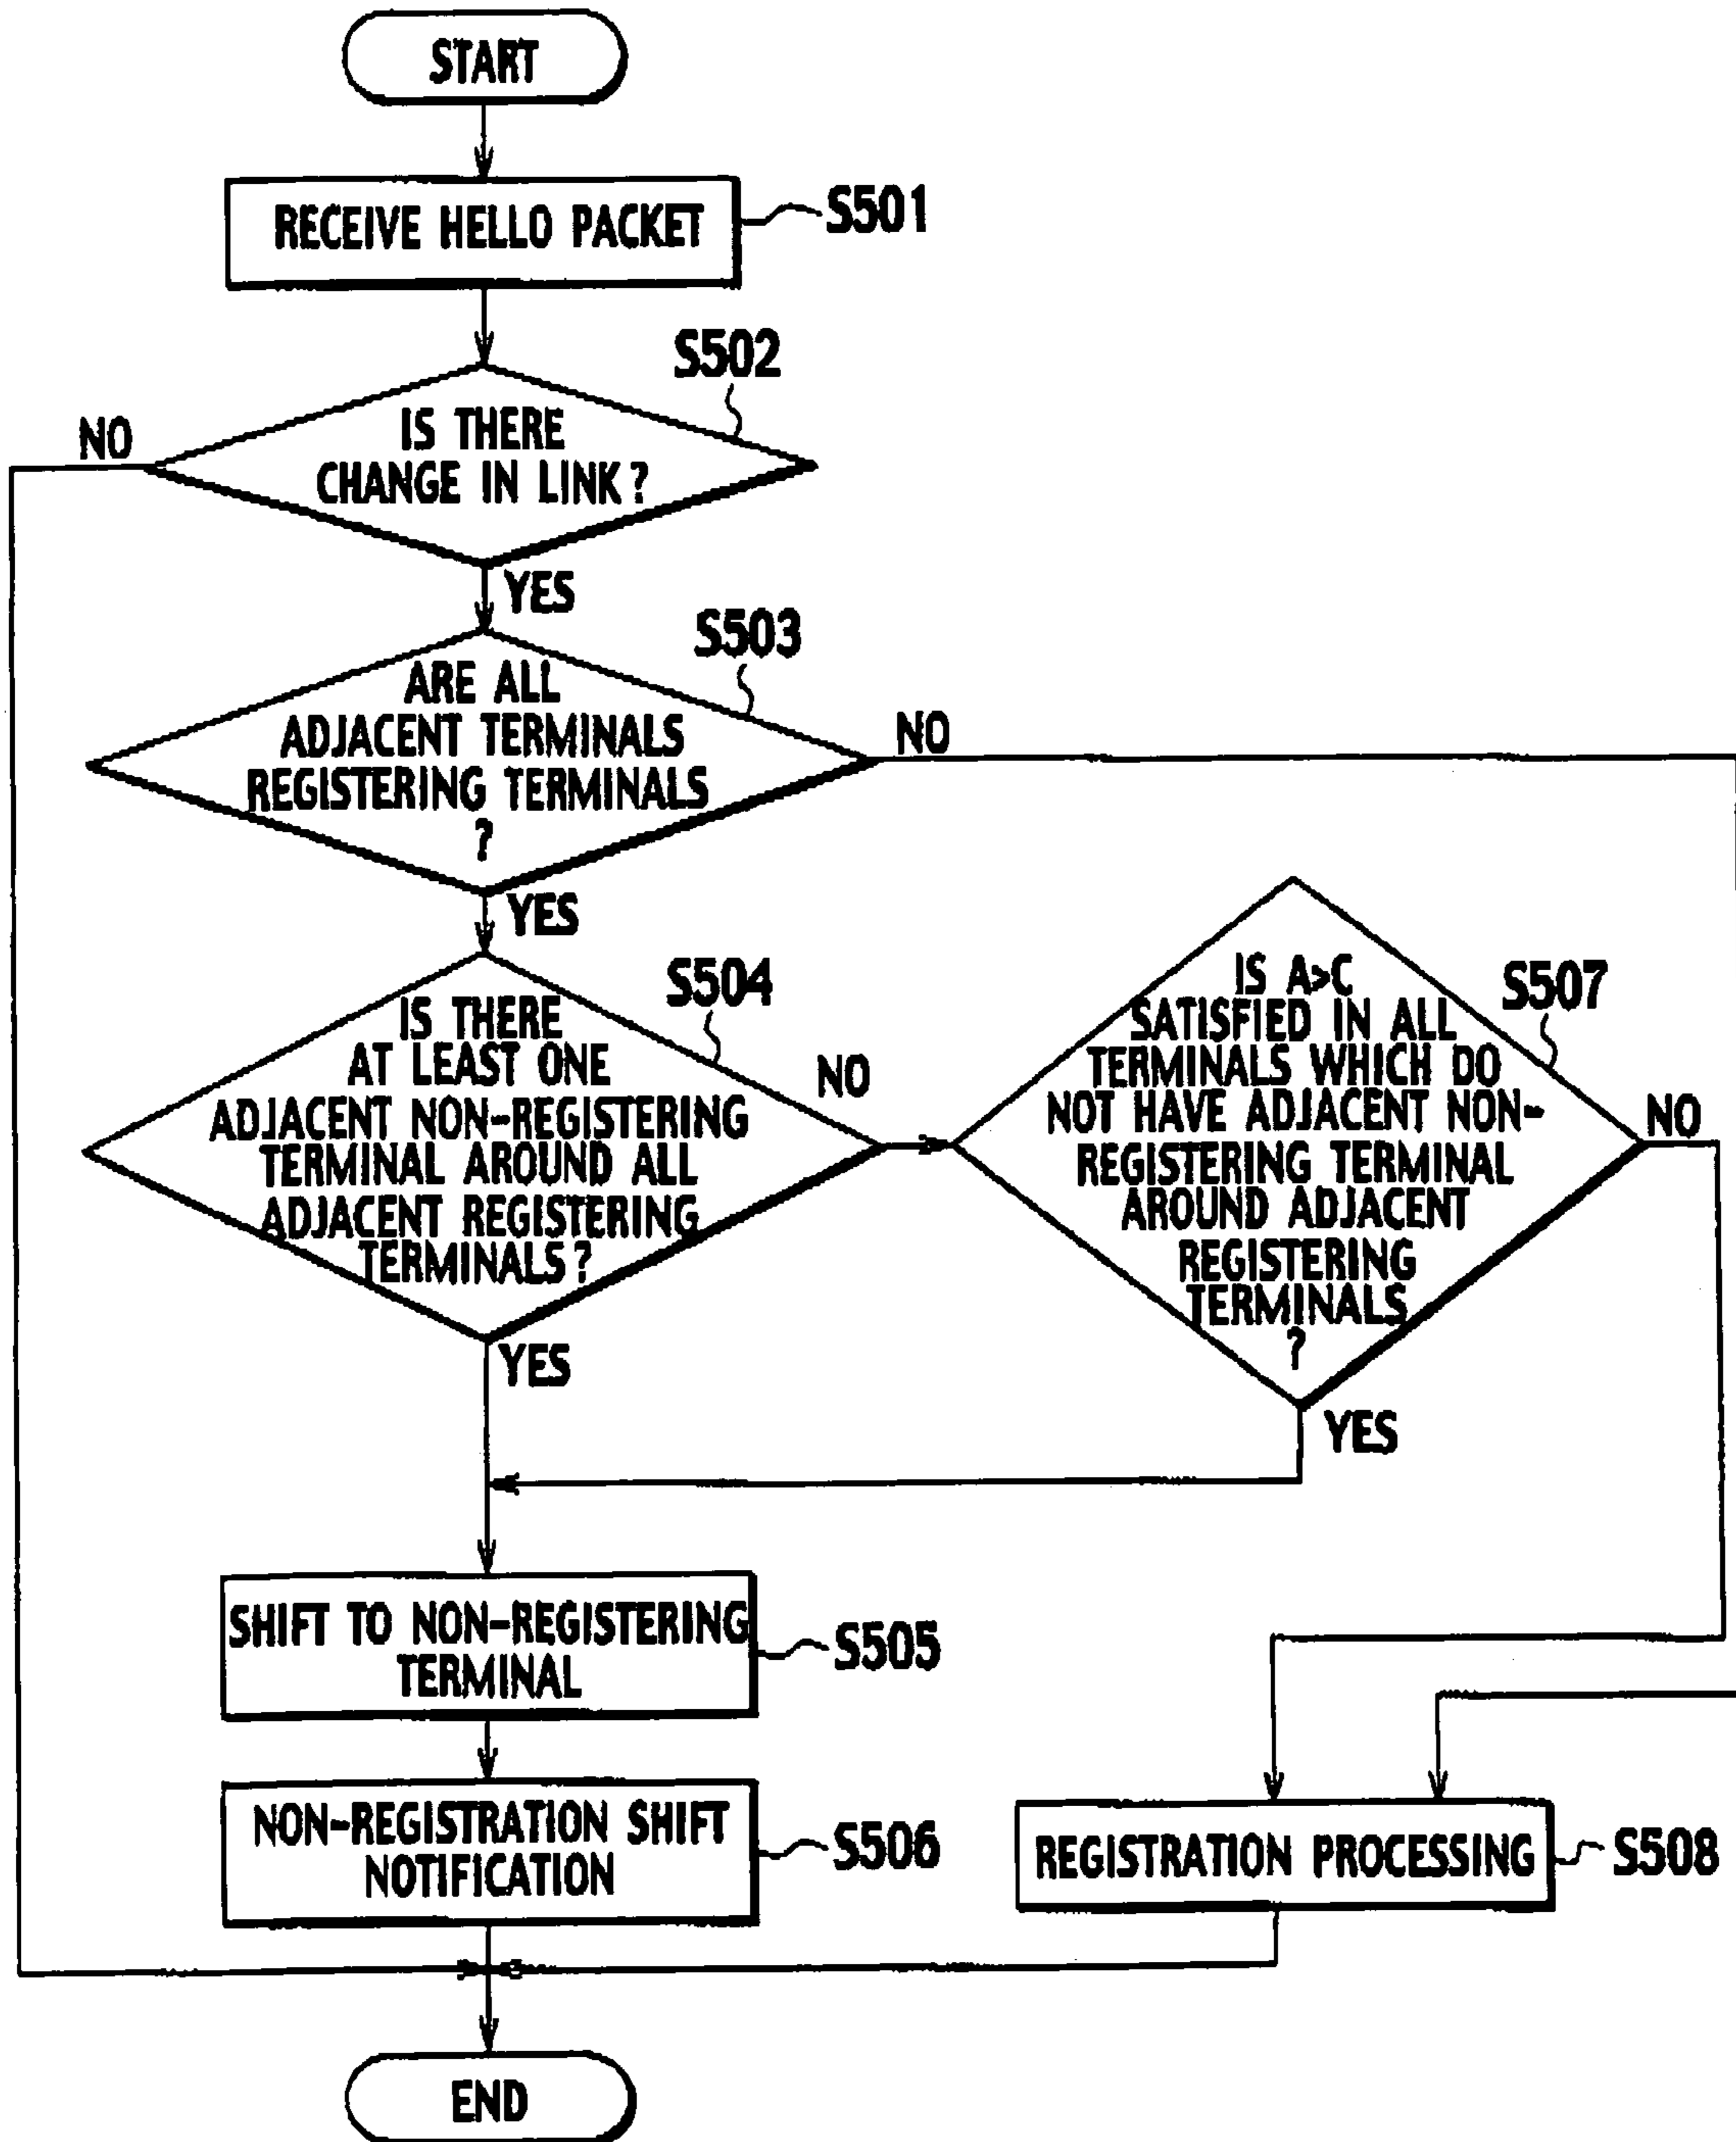 START
RECEIVE HELLO PACKET
S501
S502
IS THERE
CHANGE IN LINK?
NO
YES
S503
ARE ALL
ADJACENT TERMINALS
REGISTERING TERMINALS
?
NO
YES
S504
IS THERE
AT LEAST ONE
ADJACENT NON-REGISTERING
TERMINAL AROUND ALL
ADJACENT REGISTERING
TERMINALS?
NO
YES
S507
IS A>C
SATISFIED IN ALL
TERMINALS WHICH DO
NOT HAVE ADJACENT NON-
REGISTERING TERMINAL
AROUND ADJACENT
REGISTERING
TERMINALS
?
NO
YES
SHIFT TO NON-REGISTERING
TERMINAL
S505
NON-REGISTRATION SHIFT
NOTIFICATION
S506
REGISTRATION PROCESSING
S508
END